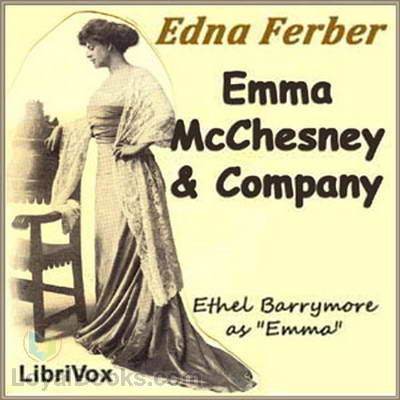 Edna Ferber
Emma
McChesney
& Company
Ethel Barrymore
as "Emma"
LoyalBooks.com
LibriVox